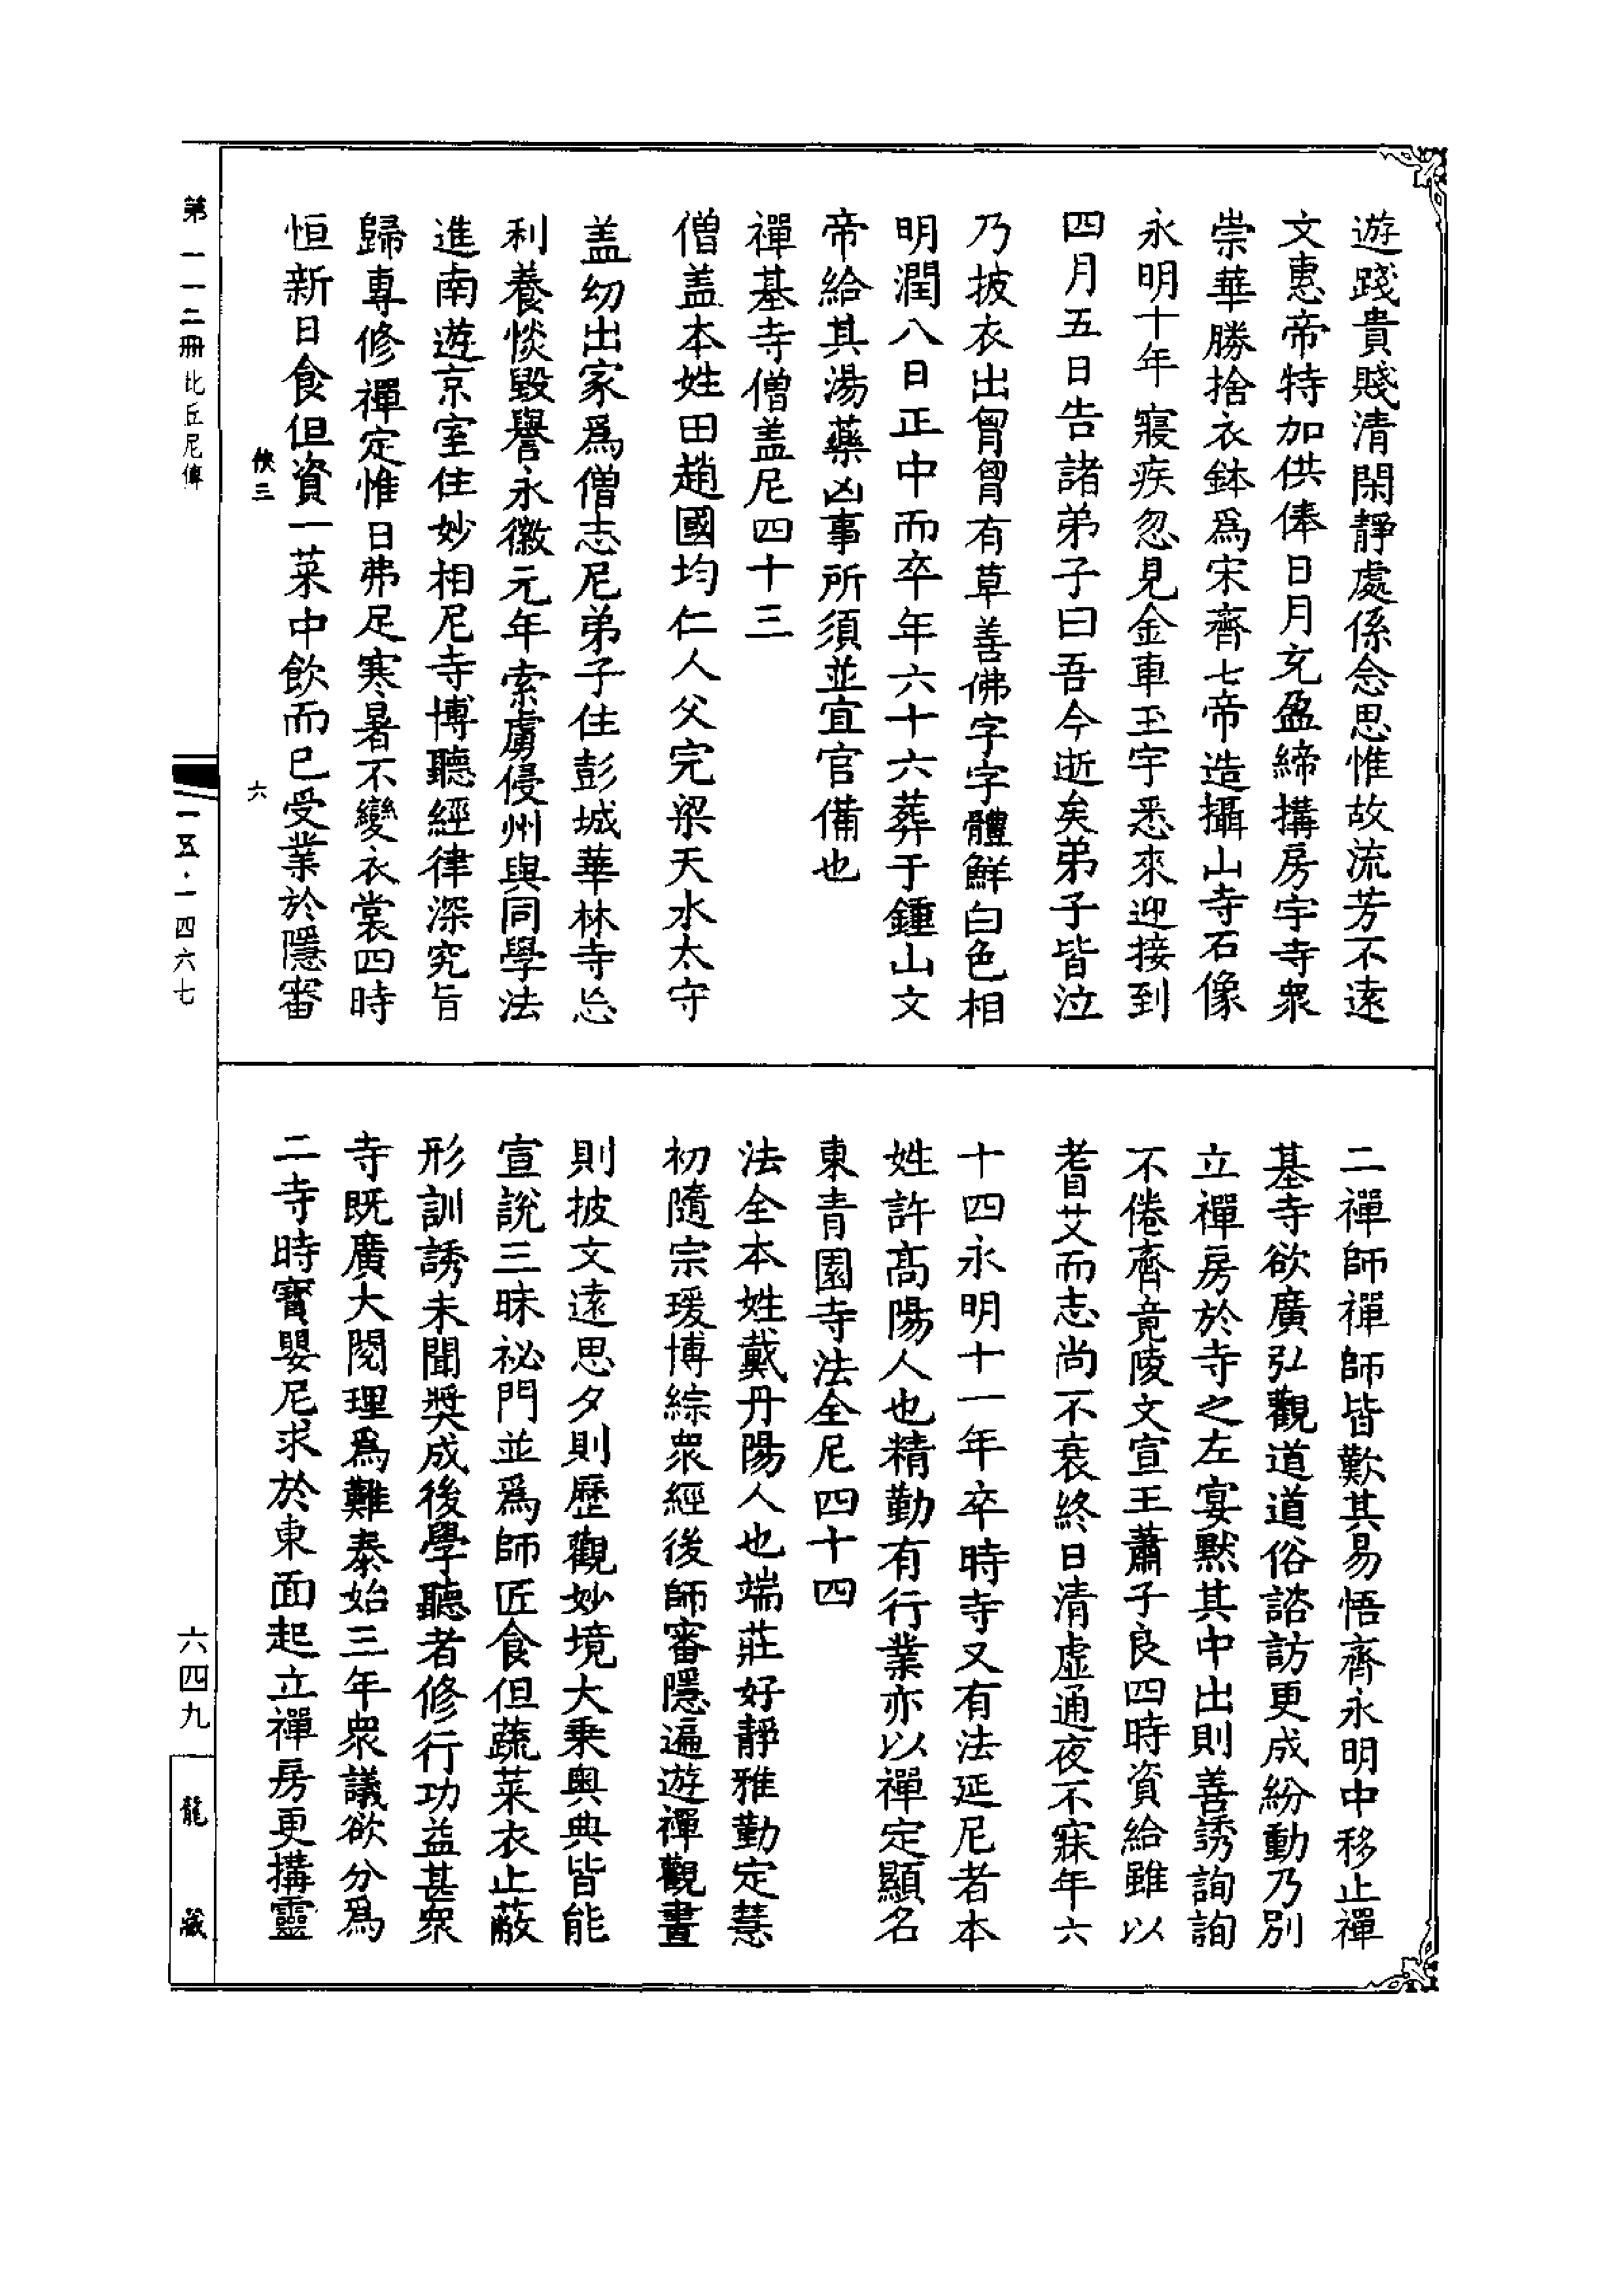 遊踐貴賤清閑靜處係念思惟故流芳不遠
文惠帝特加供俸日月充盈締搆房宇寺衆
崇華勝捨衣鉢爲宋齊七帝造攝山寺石像
永明十年寢疾忽見金車玉宇悉來迎接到
四月五日告諸弟子曰吾今逝矣弟子皆泣
乃披衣出胷胷有草善佛字字體鮮白色相
明潤八日正中而卒年六十六葬于鍾山文
帝給其湯藥凶事所須並宜官備也
禪基寺僧盖尼四十三
僧盖本姓田趙國均仁人父完梁天水太守
盖幼出家爲僧志尼弟子住彭城華林寺忘
利養惔毀譽永徽元年索虜侵州與同學法
進南遊京室住妙相尼寺博聽經律深究旨
歸專修禪定惟日弗足寒暑不變衣裳四時
恒新日食但資一菜中飲而已受業於隱審
二禪師禪師皆歎其易悟齊永明中移止禪
基寺欲廣弘觀道道俗諮訪更成紛動乃別
立禪房於寺之左宴默其中出則善誘詢詢
不倦齊竟陵文宣王蕭子良四時資給雖以
耆艾而志尚不衰終日清虛通夜不寐年六
十四永明十一年卒時寺又有法延尼者本
姓許高陽人也精勤有行業亦以禪定顯名
東青園寺法全尼四十四
法全本姓戴丹陽人也端莊好靜雅勤定慧
初隨宗瑗博綜衆經後師審隱遍遊禪觀晝
則披文遠思夕則歷觀妙境大乗奥典皆能
宣說三昧祕門並爲師匠食但蔬菜衣止蔽
形訓誘未聞奬成後學聽者修行功益甚衆
寺既廣大閱理爲難泰始三年衆議欲分爲
二寺時寳嬰尼求於東面起立禪房更搆靈
俠三
六
第一一二冊 比丘尼傳
一五·一四六七
六四九
龍藏